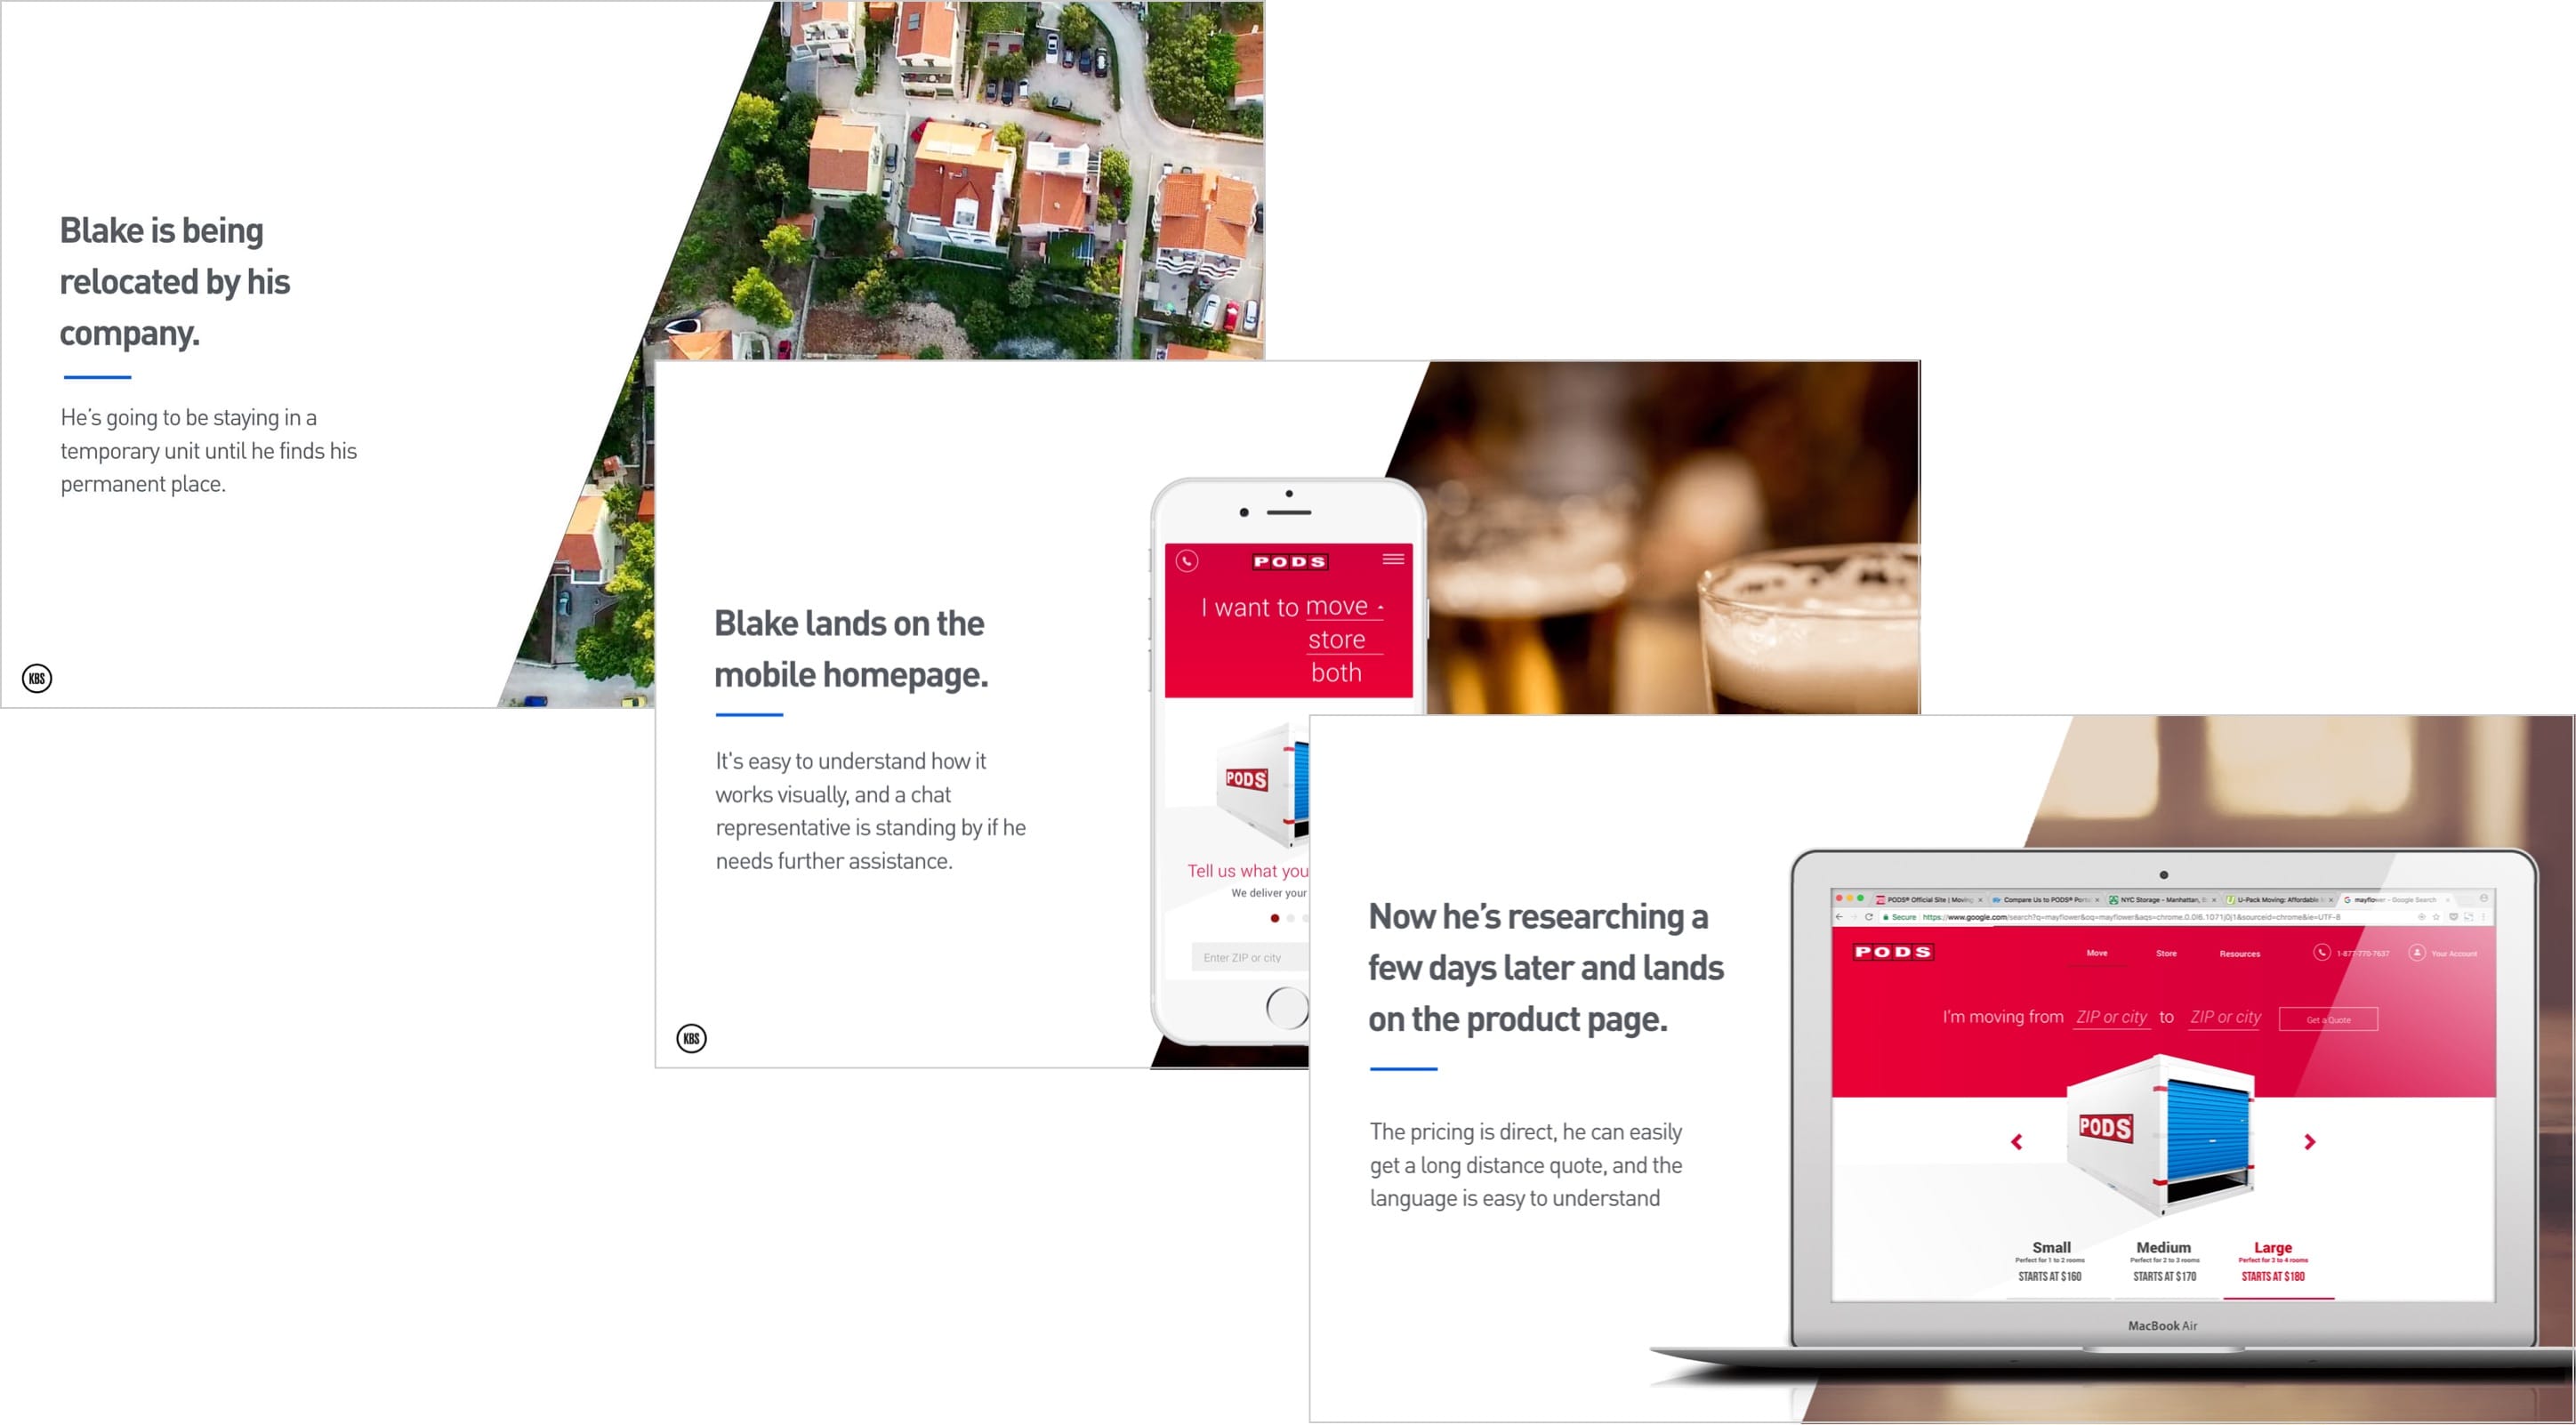 Blake is being
relocated by his
company.
He's going to be staying in a
temporary unit until he finds his
permanent place.
KBS
Blake lands on the
mobile homepage.
It's easy to understand how it
works visually, and a chat
representative is standing by if he
needs further assistance.
KBS
PODS
I want to move
store
both
PODS
Tell us what you
We deliver your
Enter ZIP or city
Now he's researching a
few days later and lands
on the product page.
The pricing is direct, he can easily
get a long distance quote, and the
language is easy to understand
PODS® Official Site | Moving
Compare Us to PODS® Porta
NYC Storage - Manhattan,
U-Pack Moving: Affordable
mayflower - Google Search
Secure https://www.google.com/search?q=mayflower&oq=mayflower&aqs=chrome.0.0l6.1071j0j1&sourceid=chrome&ie=UTF-8
PODS Move Store Resources 1-877-770-7637 Your Account
I'm moving from ZIP or city to ZIP or city Get a Quote
PODS
Small Medium Large
Perfect for 1 to 2 rooms Perfect for 2 to 3 rooms Perfect for 3 to 4 rooms
STARTS AT $160 STARTS AT $170 STARTS AT $180
MacBook Air